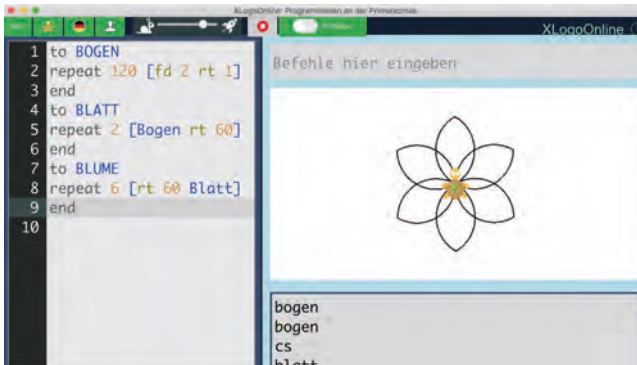 XLogoOnline: Programmieren an der Primarschule
XLogoOnline
1 to BOGEN
2 repeat 120 [fd 2 rt 1]
3 end
4 to BLATT
5 repeat 2 [Bogen rt 60]
6 end
7 to BLUME
8 repeat 6 [rt 60 Blatt]
9 end
10
Befehle hier eingeben
bogen
bogen
cs
blatt